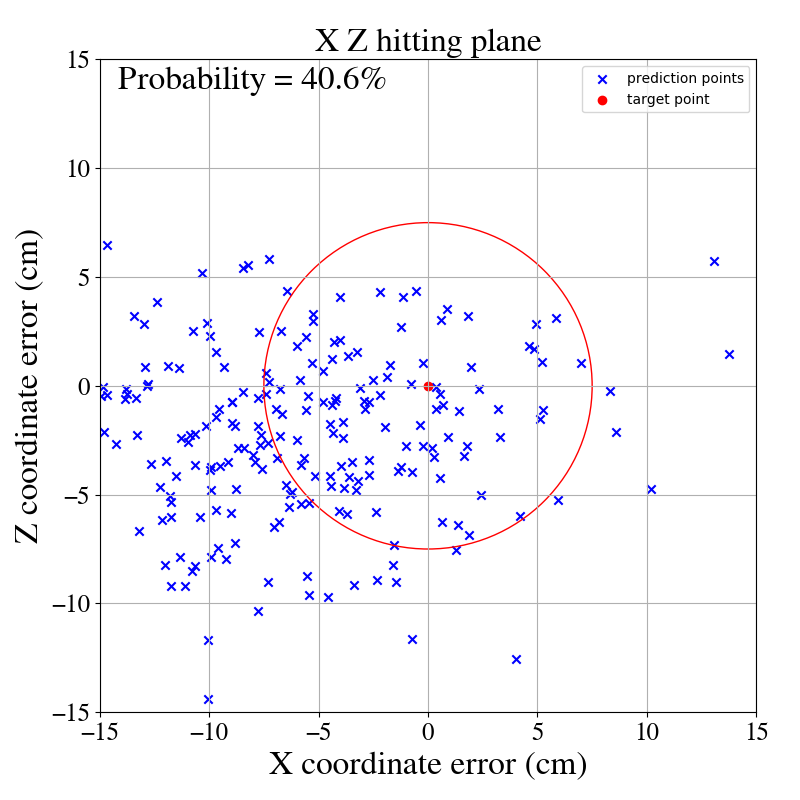 X Z hitting plane
Probability = 40.6%
prediction points
target point
15
10
5
0
−5
−10
−15
Z coordinate error (cm)
−15 −10 −5 0 5 10 15
X coordinate error (cm)